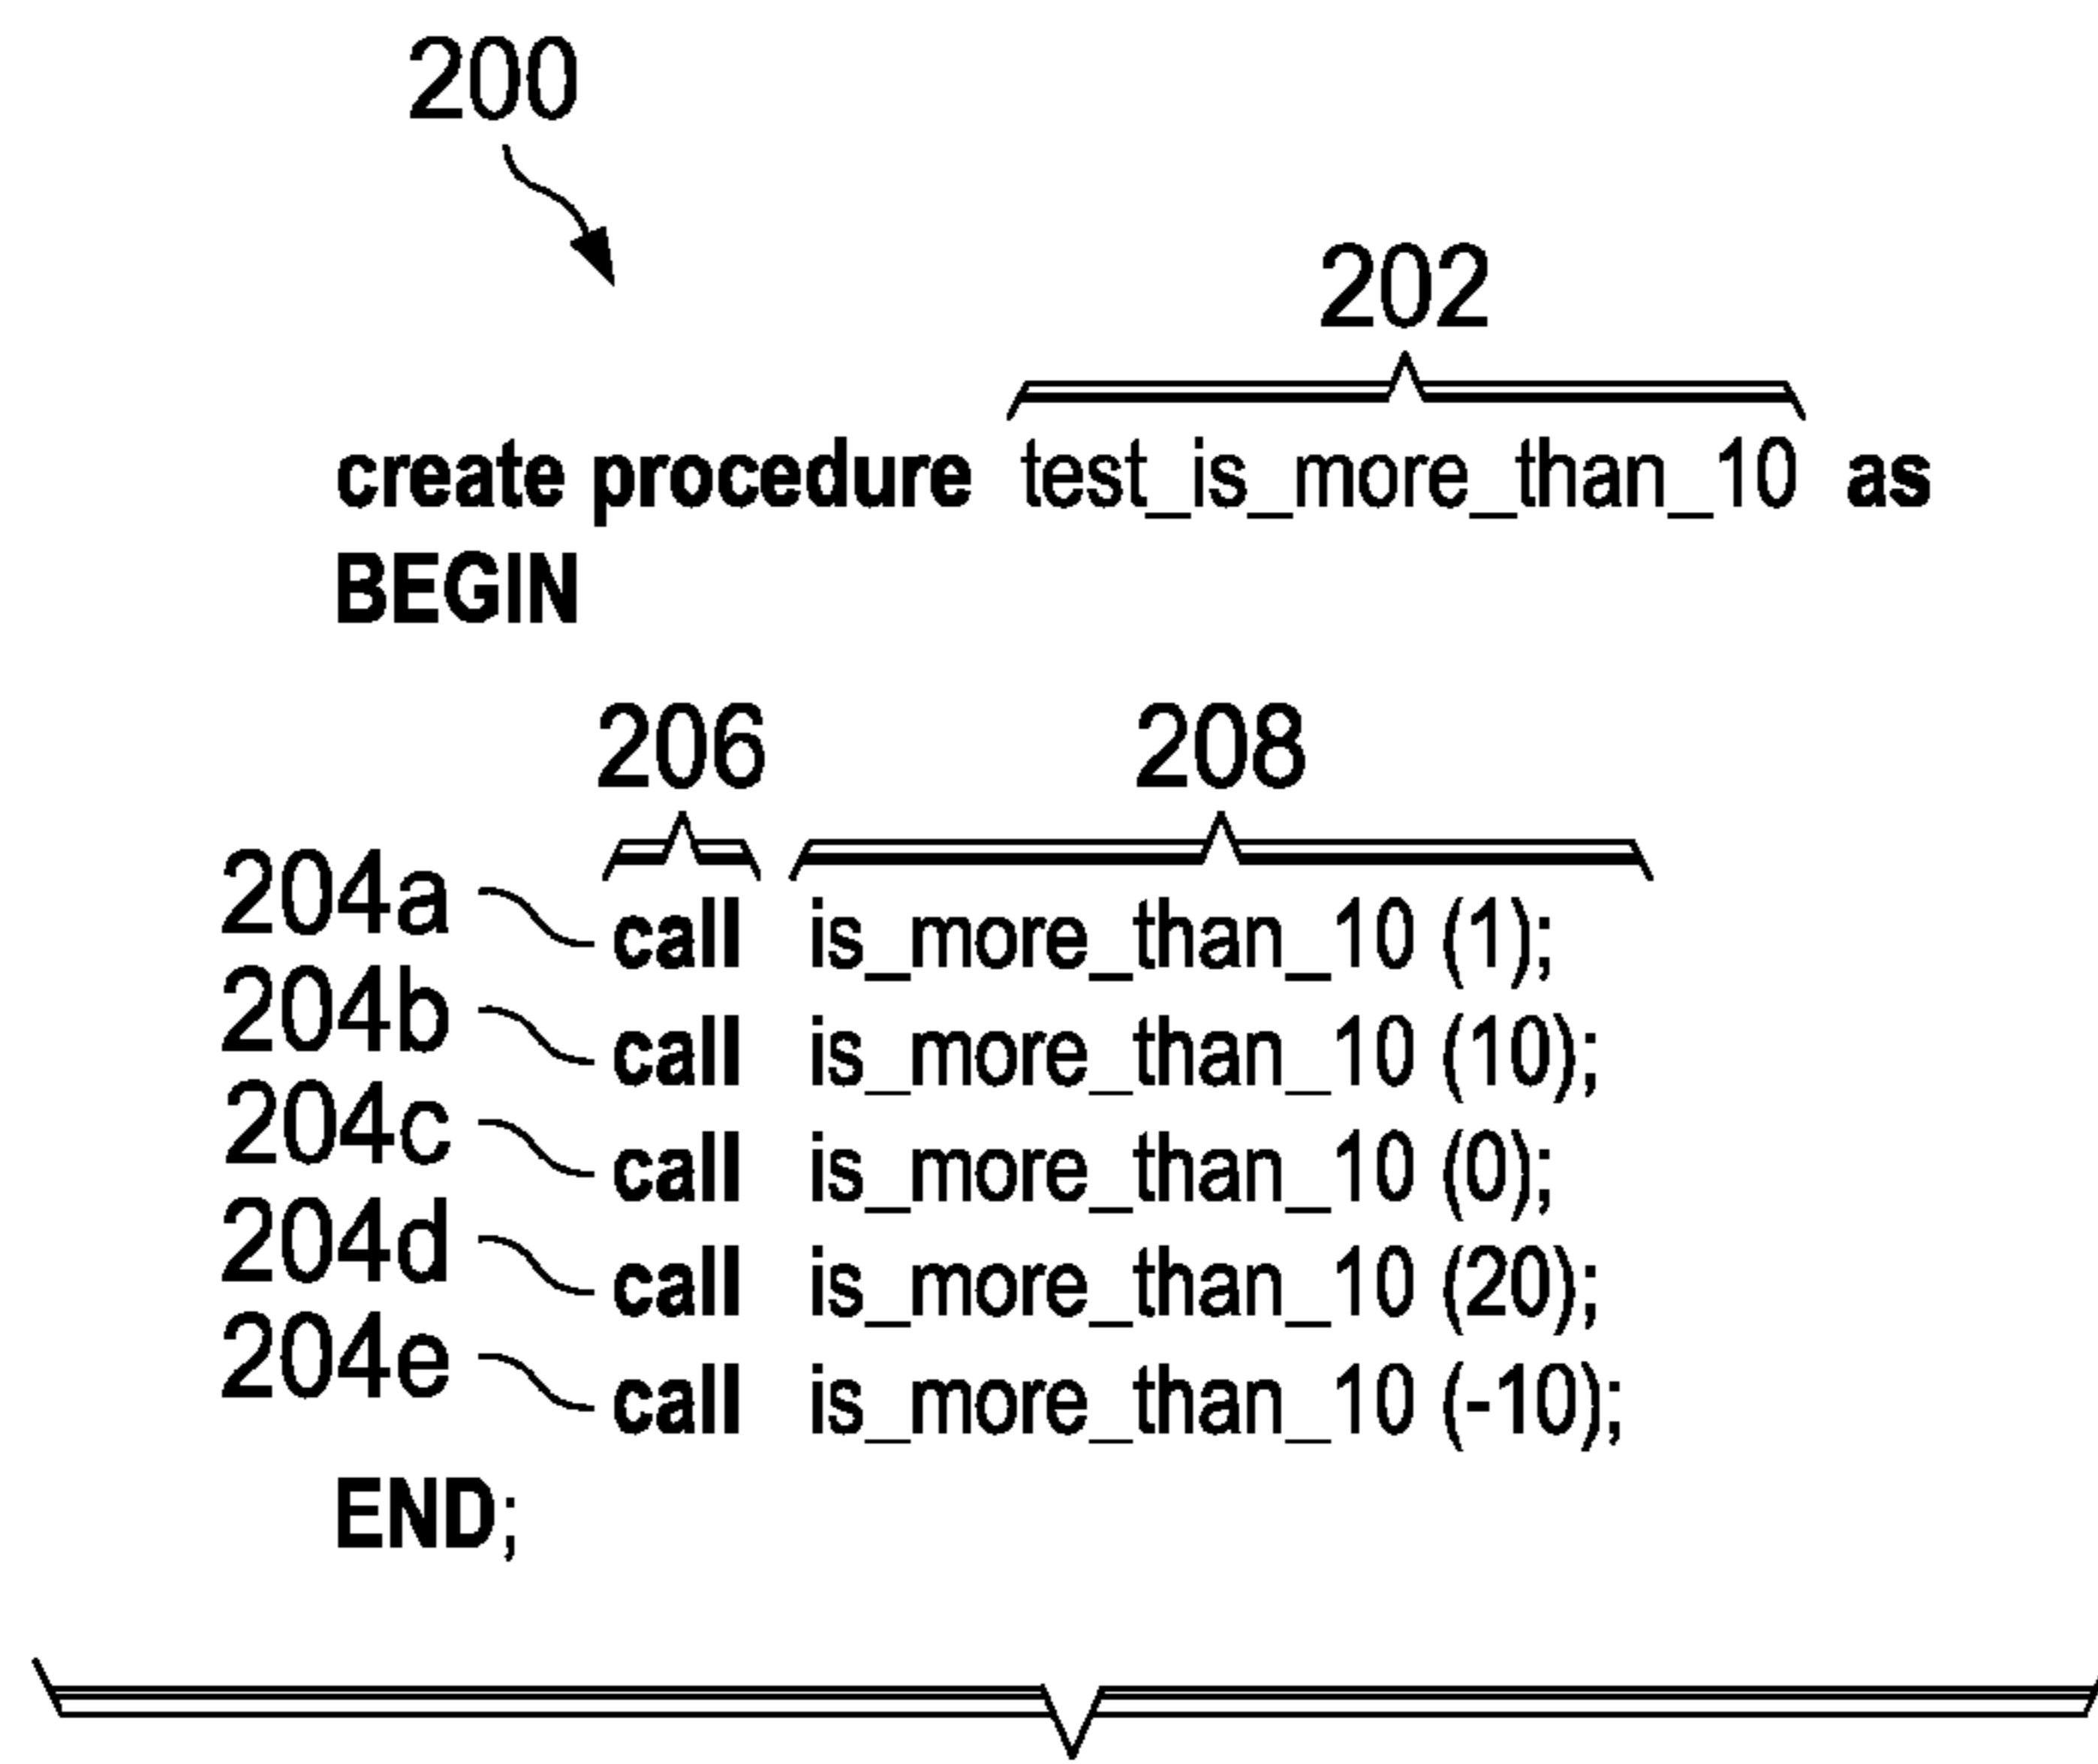 200
202
create procedure test_is_more_than_10 as
BEGIN
206 208
204a call is_more_than_10 (1);
204b call is_more_than_10 (10);
204c call is_more_than_10 (0);
204d call is_more_than_10 (20);
204e call is_more_than_10 (-10);
END;